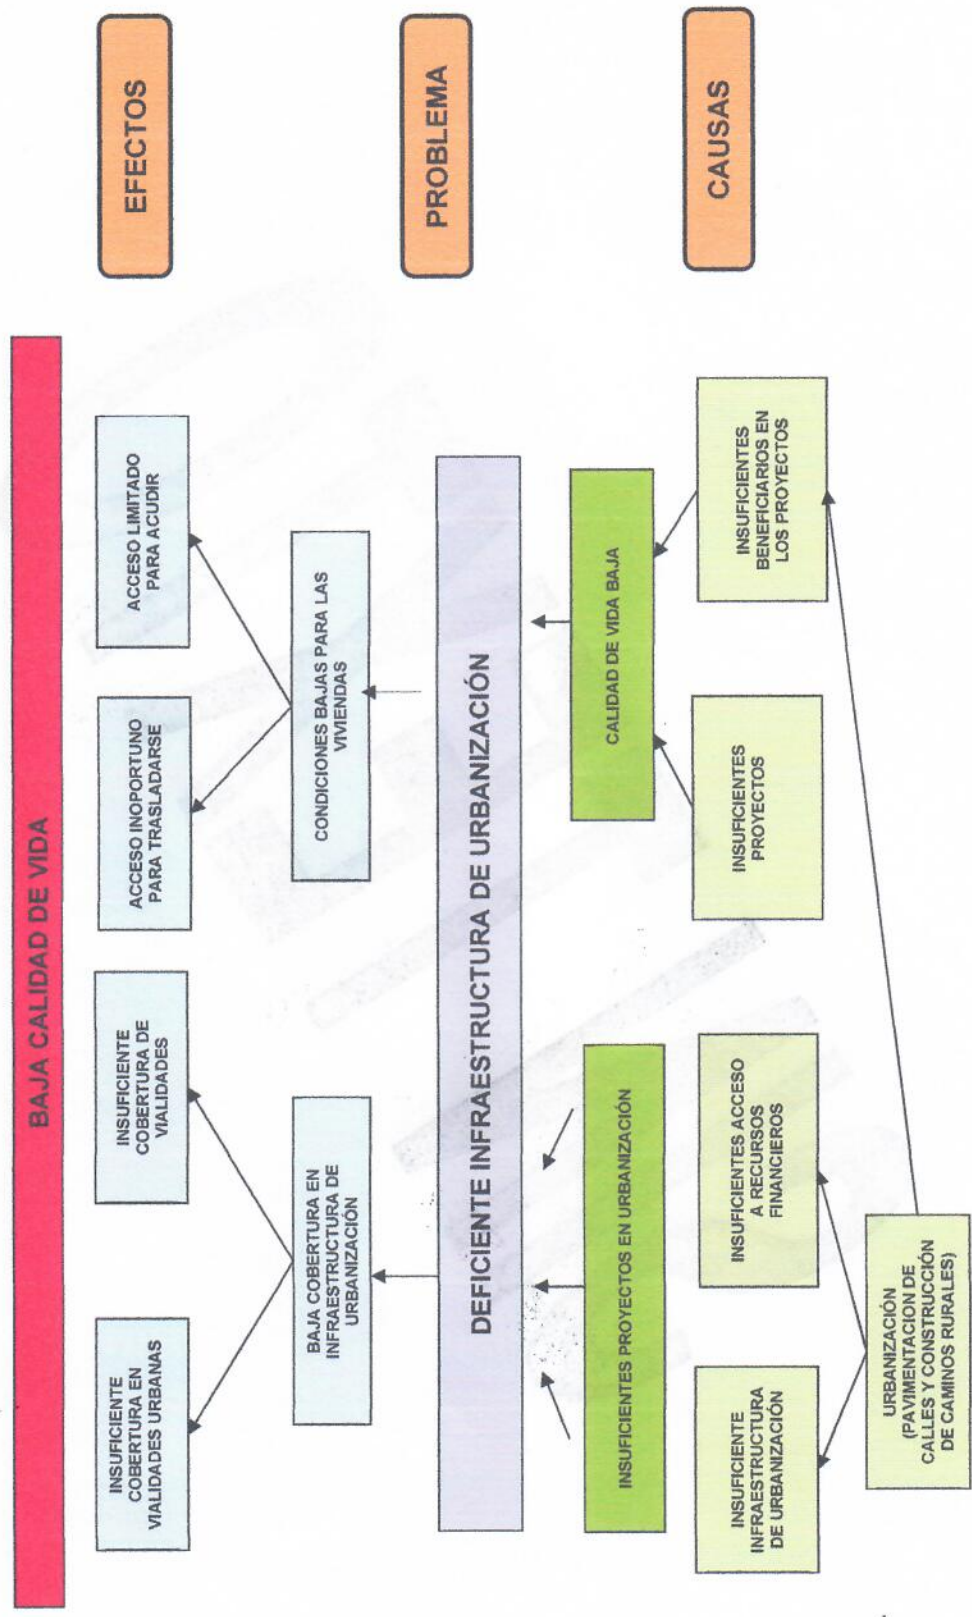 BAJA CALIDAD DE VIDA
EFECTOS
INSUFICIENTE
COBERTURA EN
VIALIDADES URBANAS
INSUFICIENTE
COBERTURA DE
VIALIDADES
ACCESO INOPORTUNO
PARA TRASLADARSE
ACCESO LIMITADO
PARA ACUDIR
BAJA COBERTURA EN
INFRAESTRUCTURA DE
URBANIZACIÓN
CONDICIONES BAJAS PARA LAS
VIVIENDAS
PROBLEMA
DEFICIENTE INFRAESTRUCTURA DE URBANIZACIÓN
INSUFICIENTES PROYECTOS EN URBANIZACIÓN
CALIDAD DE VIDA BAJA
CAUSAS
INSUFICIENTE
INFRAESTRUCTURA
DE URBANIZACIÓN
INSUFICIENTES ACCESO
A RECURSOS
FINANCIEROS
INSUFICIENTES
PROYECTOS
INSUFICIENTES
BENEFICIARIOS EN
LOS PROYECTOS
URBANIZACIÓN
(PAVIMENTACION DE
CALLES Y CONSTRUCCIÓN
DE CAMINOS RURALES)